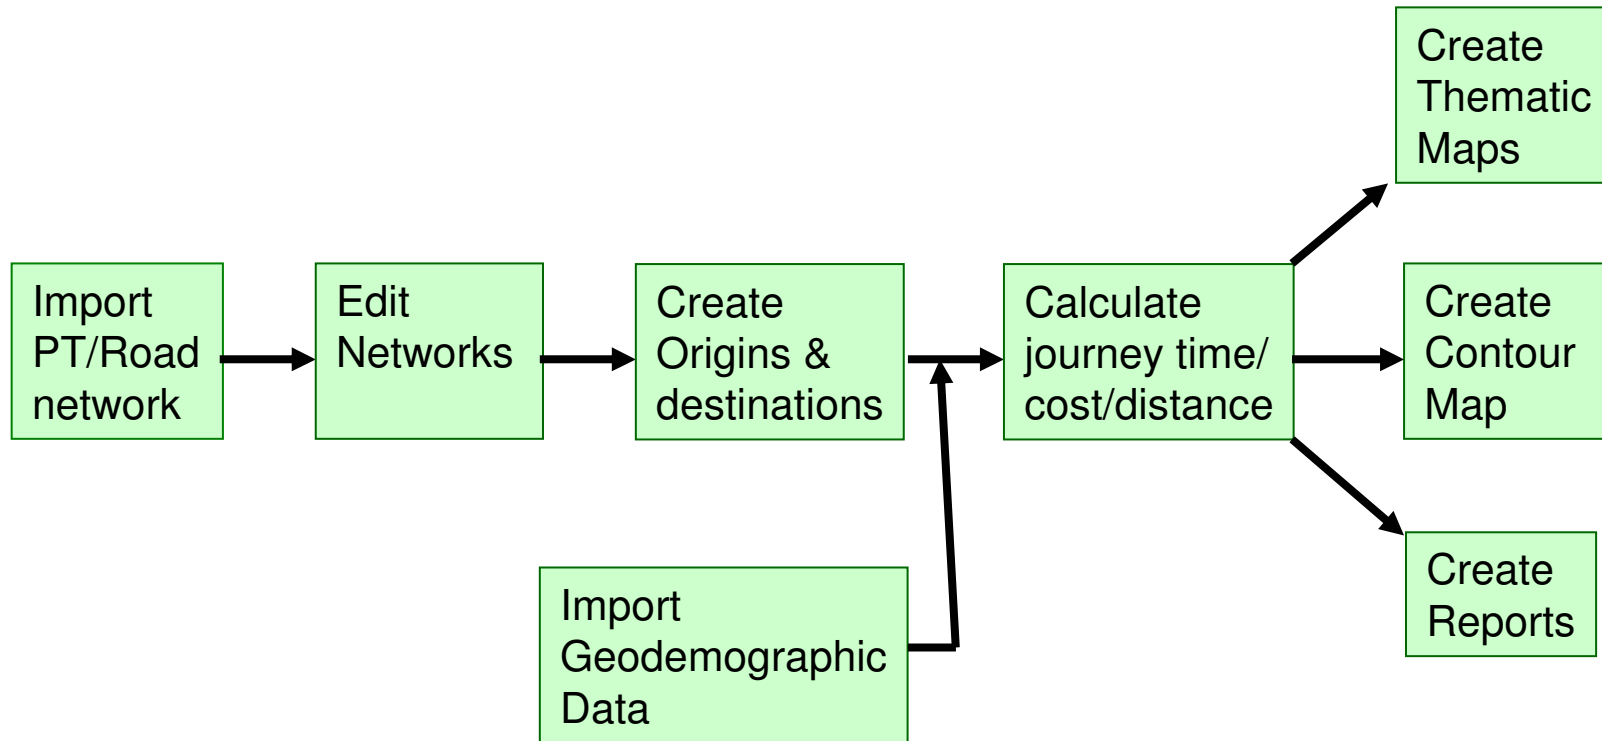 Import
PT/Road
network
Edit
Networks
Create
Origins &
destinations
Import
Geodemographic
Data
Calculate
journey time/
cost/distance
Create
Thematic
Maps
Create
Contour
Map
Create
Reports